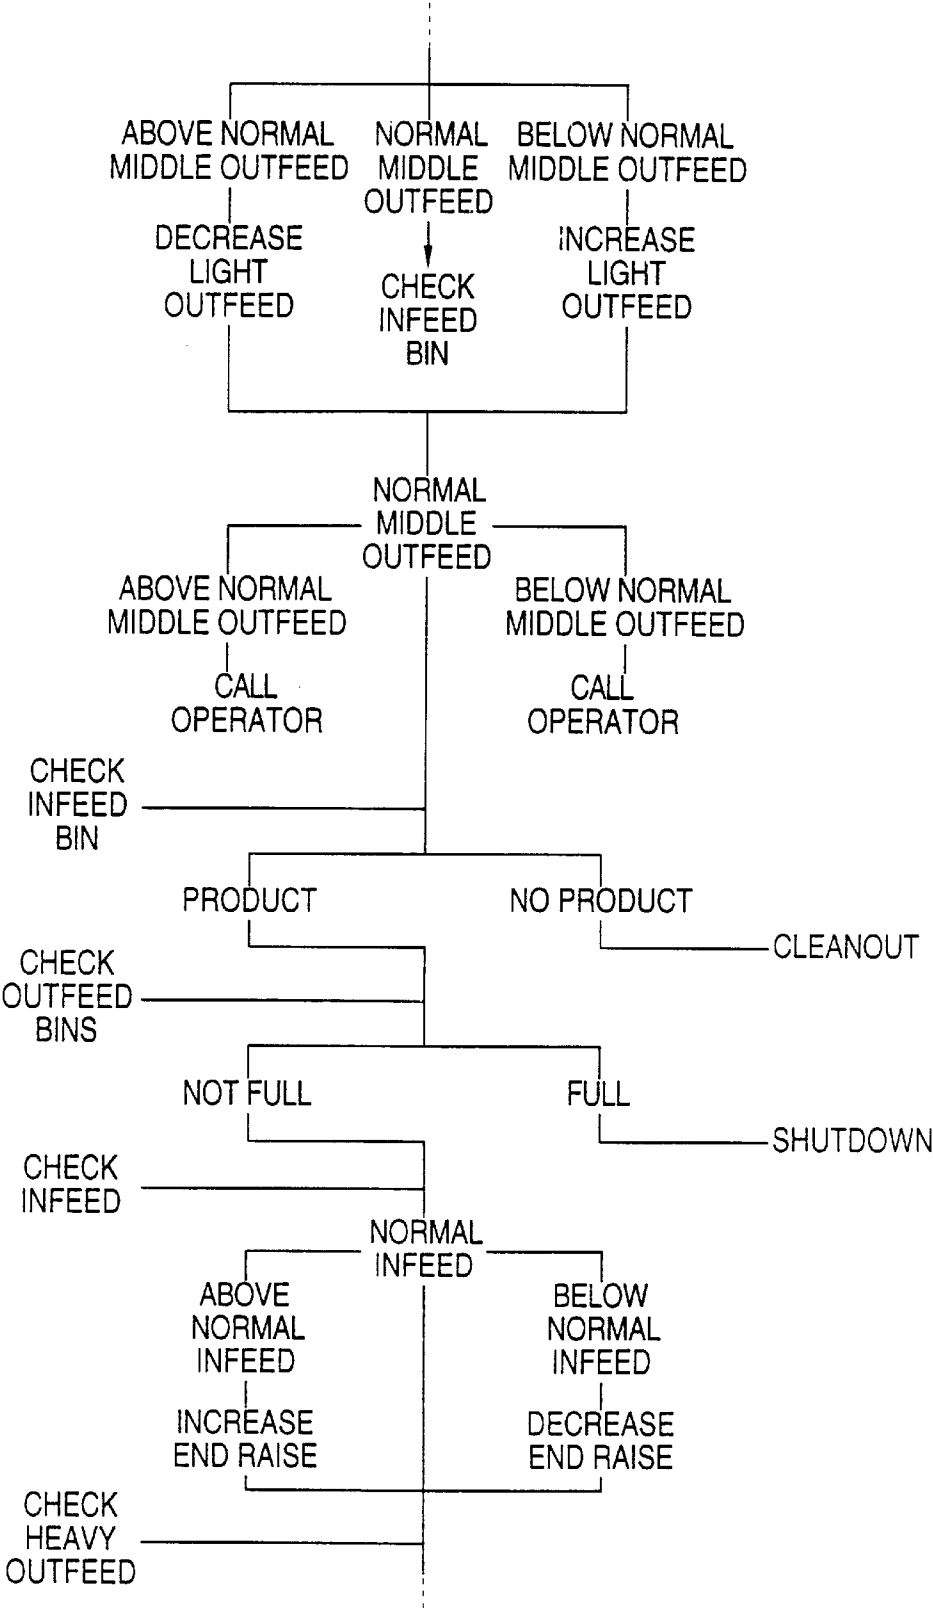 ABOVE NORMAL
MIDDLE OUTFEED
NORMAL
MIDDLE
OUTFEED
BELOW NORMAL
MIDDLE OUTFEED
DECREASE
LIGHT
OUTFEED
CHECK
INFEED
BIN
INCREASE
LIGHT
OUTFEED
NORMAL
MIDDLE
OUTFEED
ABOVE NORMAL
MIDDLE OUTFEED
BELOW NORMAL
MIDDLE OUTFEED
CALL
OPERATOR
CALL
OPERATOR
CHECK
INFEED
BIN
PRODUCT
NO PRODUCT
CLEANOUT
CHECK
OUTFEED
BINS
NOT FULL
FULL
SHUTDOWN
CHECK
INFEED
NORMAL
INFEED
ABOVE
NORMAL
INFEED
BELOW
NORMAL
INFEED
INCREASE
END RAISE
DECREASE
END RAISE
CHECK
HEAVY
OUTFEED